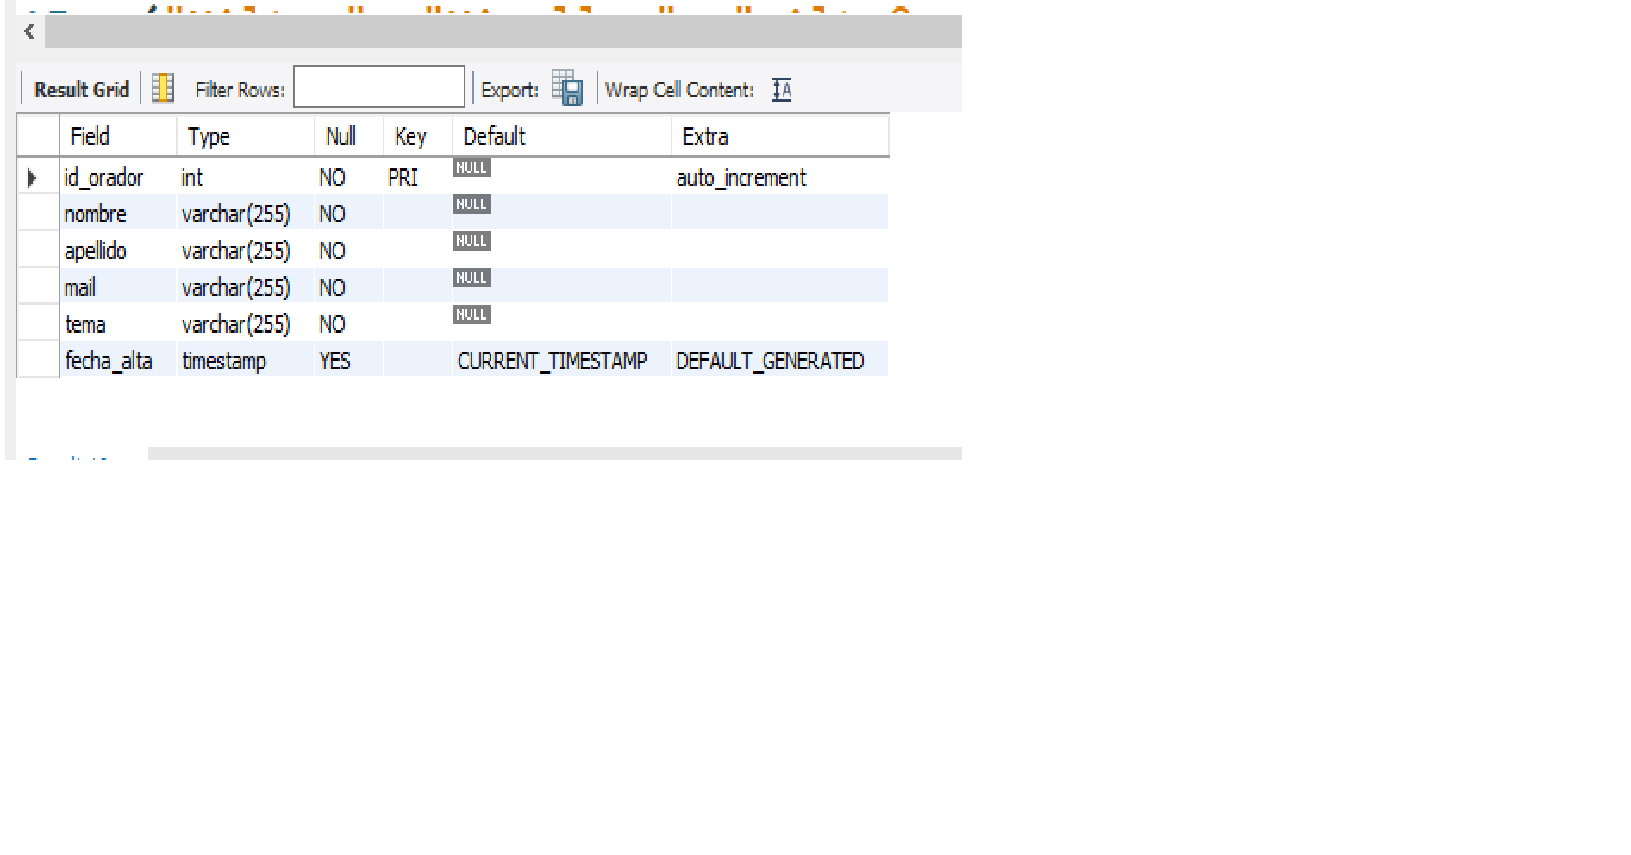 Result Grid Filter Rows: Export: Wrap Cell Content: A
Field Type Null Key Default Extra
id_orador int NO PRI NULL auto_increment
nombre varchar(255) NO NULL
apellido varchar(255) NO NULL
mail varchar(255) NO NULL
tema varchar(255) NO NULL
fecha_alta timestamp YES CURRENT_TIMESTAMP DEFAULT_GENERATED